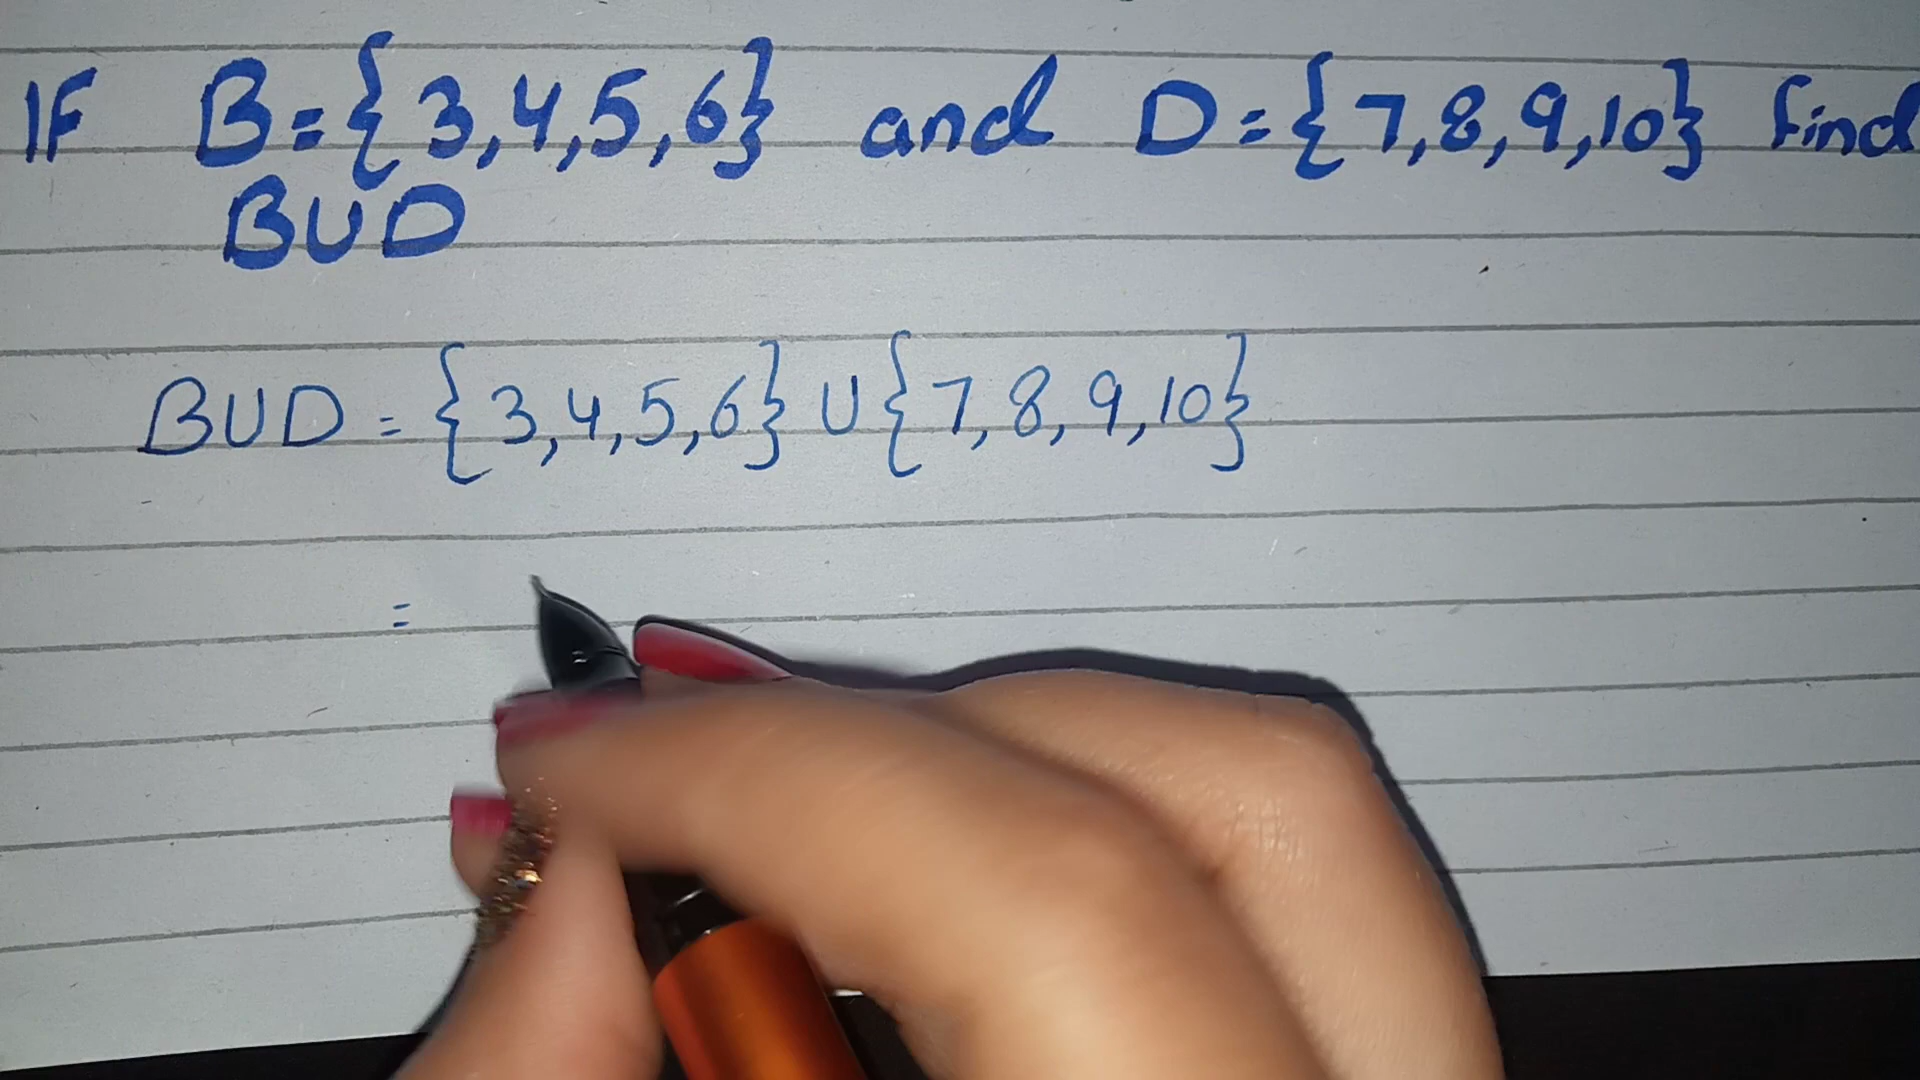 IF B={3,4,5,6} and D={7,8,9,10} find
BUD
BUD = {3,4,5,6} U {7,8,9,10}
=